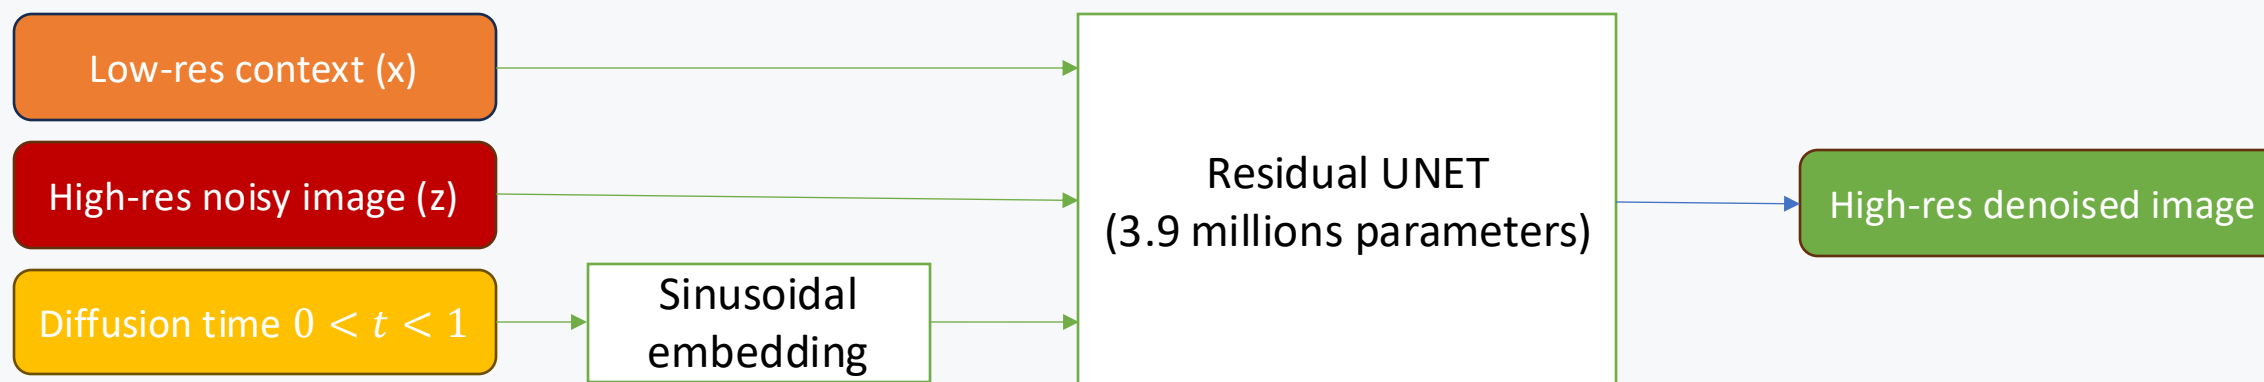 Low-res context (x)
High-res noisy image (z)
Diffusion time 0 < t < 1
Sinusoidal
embedding
Residual UNET
(3.9 millions parameters)
High-res denoised image